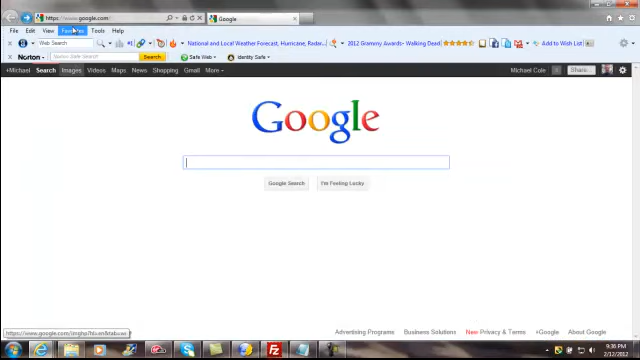 https://www.google.com/
Google
File Edit View Favorites Tools Help
Web Search
National and Local Weather Forecast, Hurricane, Radar...
2012 Grammy Awards- Walking Dead
Add to Wish List
Norton
Norton Safe Search
Search
Safe Web
Identity Safe
+Michael Search Images Videos Maps News Shopping Gmail More
Michael Cole
Share...
Google
Google Search
I'm Feeling Lucky
Advertising Programs Business Solutions New Privacy & Terms +Google About Google
9:36 PM
2/12/2012